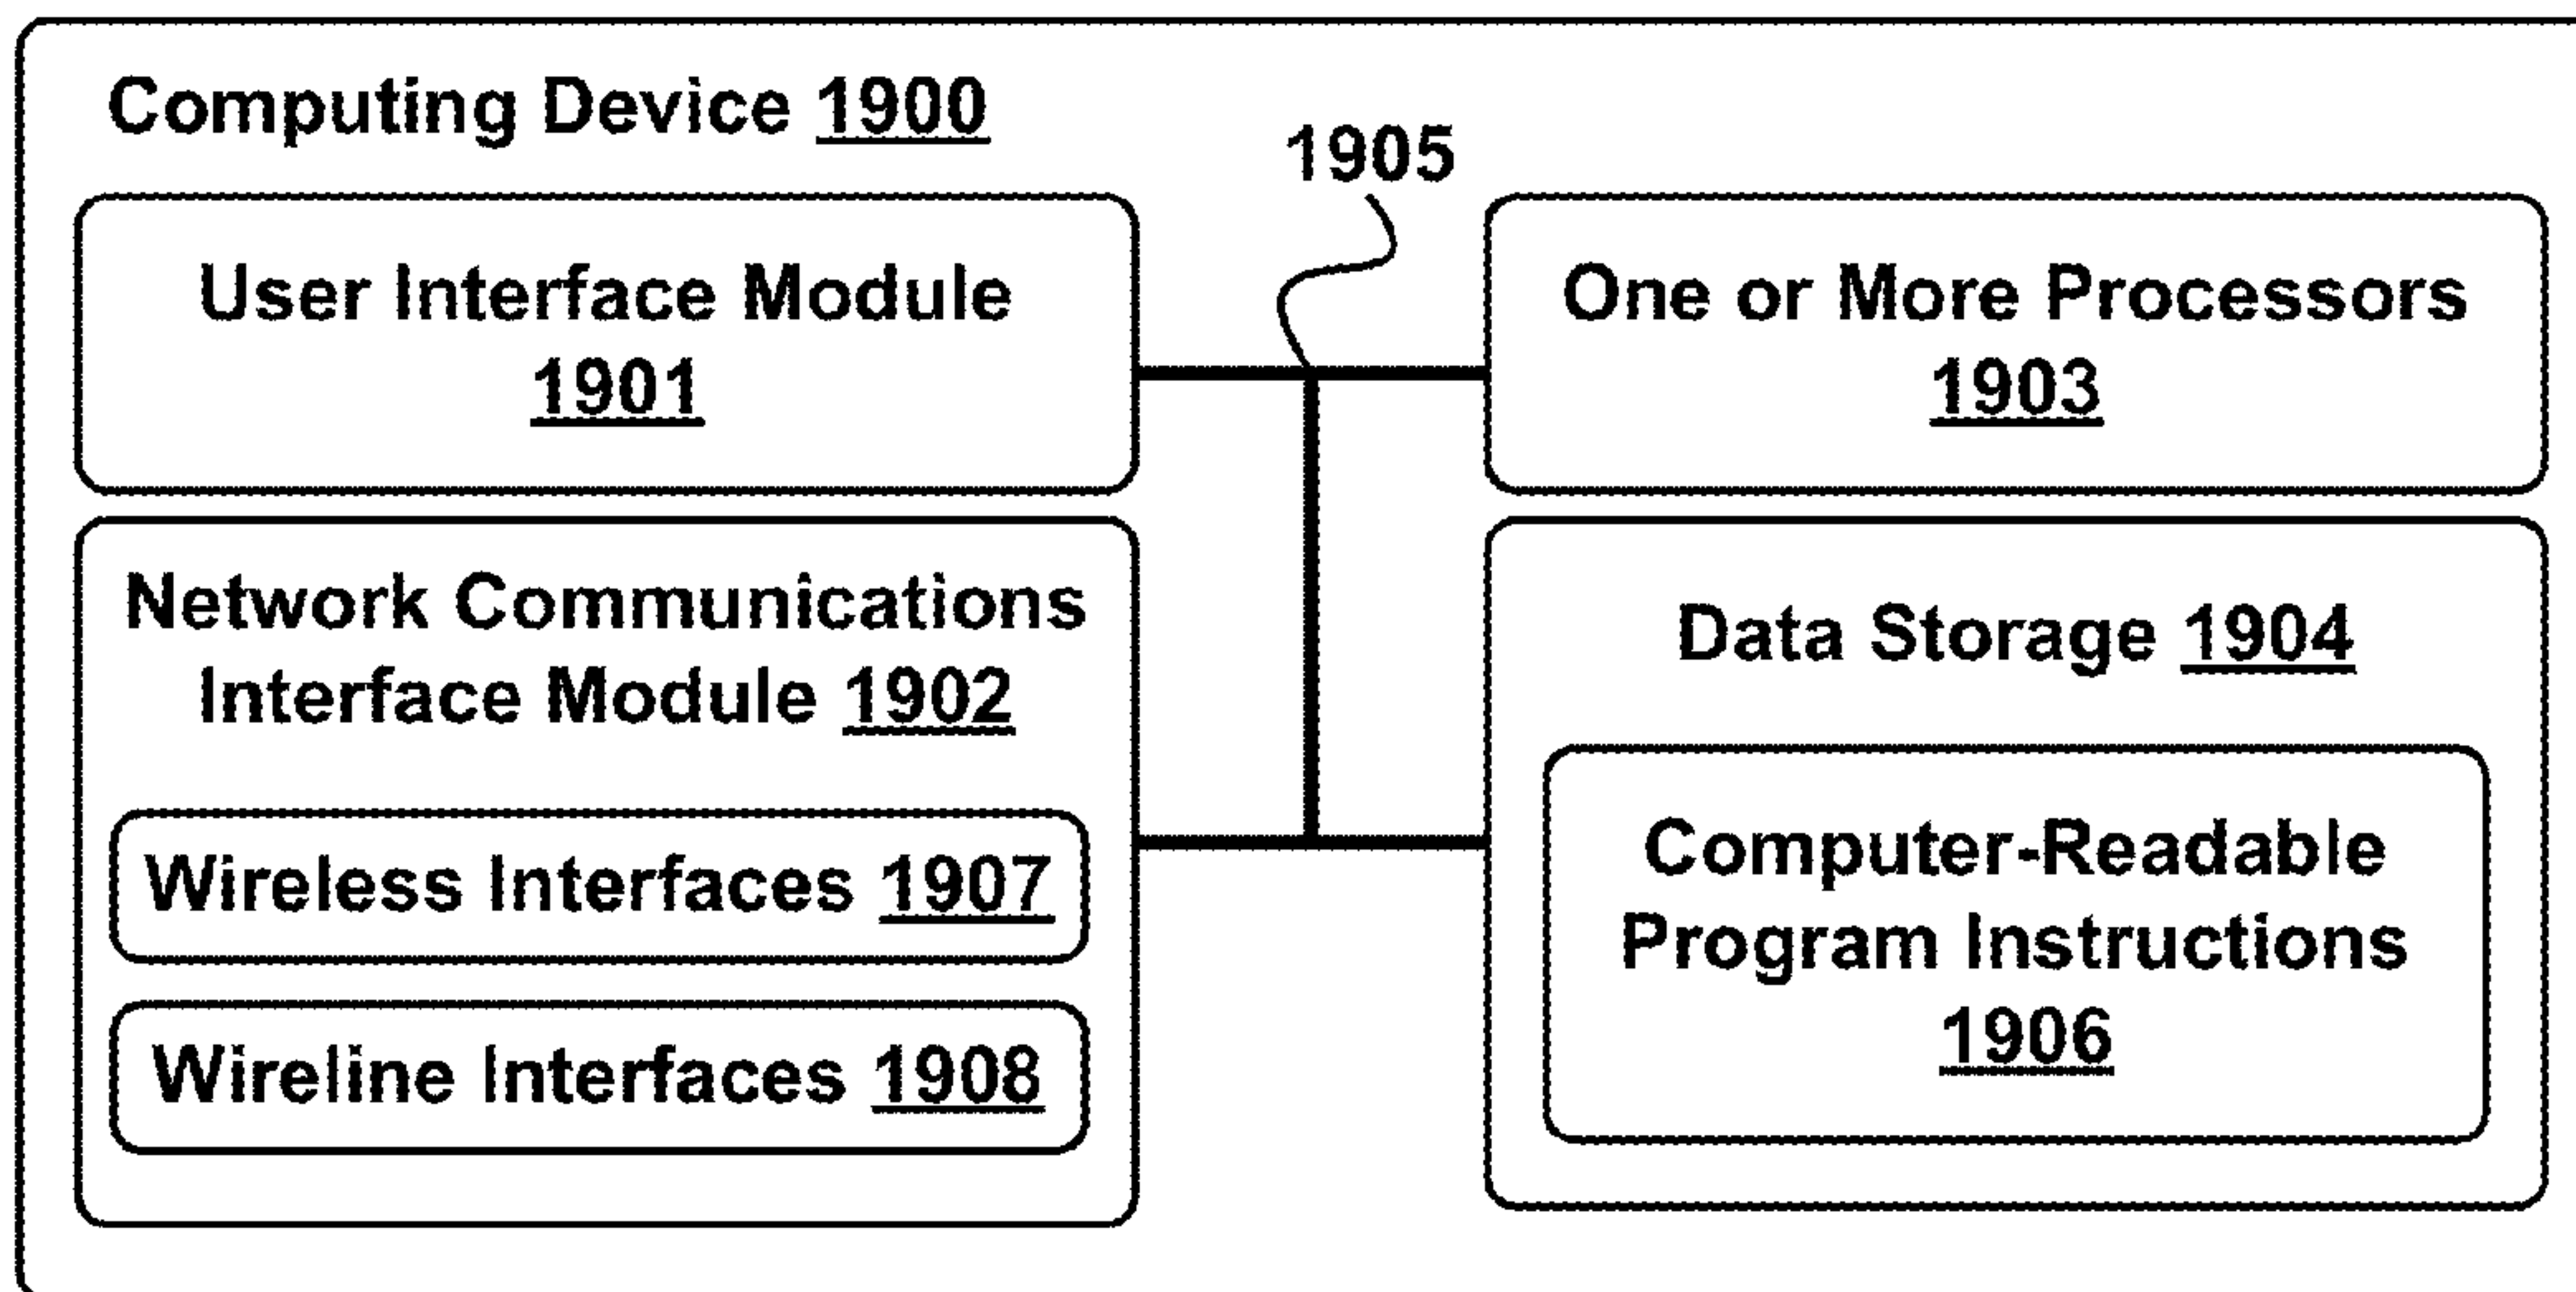 Computing Device 1900
1905
User Interface Module
1901
One or More Processors
1903
Network Communications
Interface Module 1902
Wireless Interfaces 1907
Wireline Interfaces 1908
Data Storage 1904
Computer-Readable
Program Instructions
1906